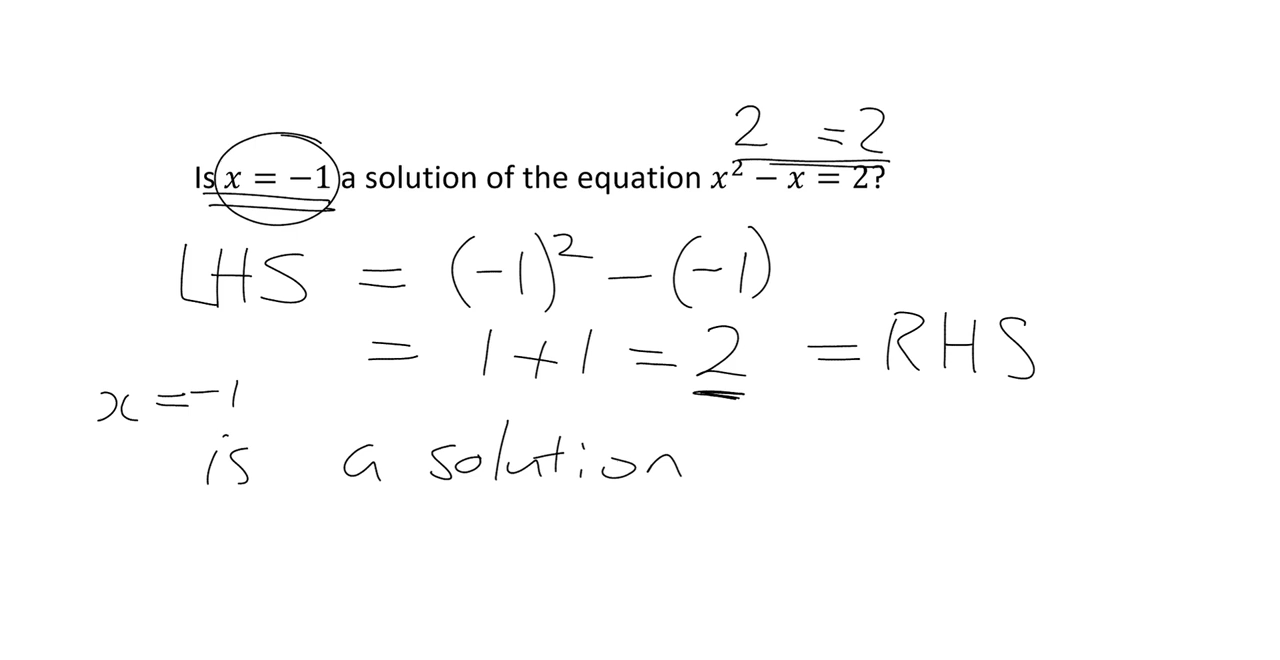 2 = 2
Is x = −1 a solution of the equation x² − x = 2?
LHS = (-1)² - (-1)
= 1 + 1 = 2 = RHS
x = -1
is a solution